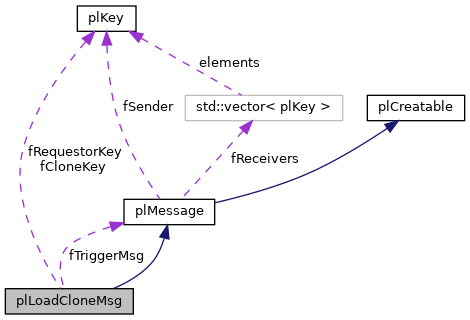 plKey
elements
fSender
std::vector< plKey >
plCreatable
fRequestorKey
fCloneKey
fReceivers
plMessage
fTriggerMsg
plLoadCloneMsg